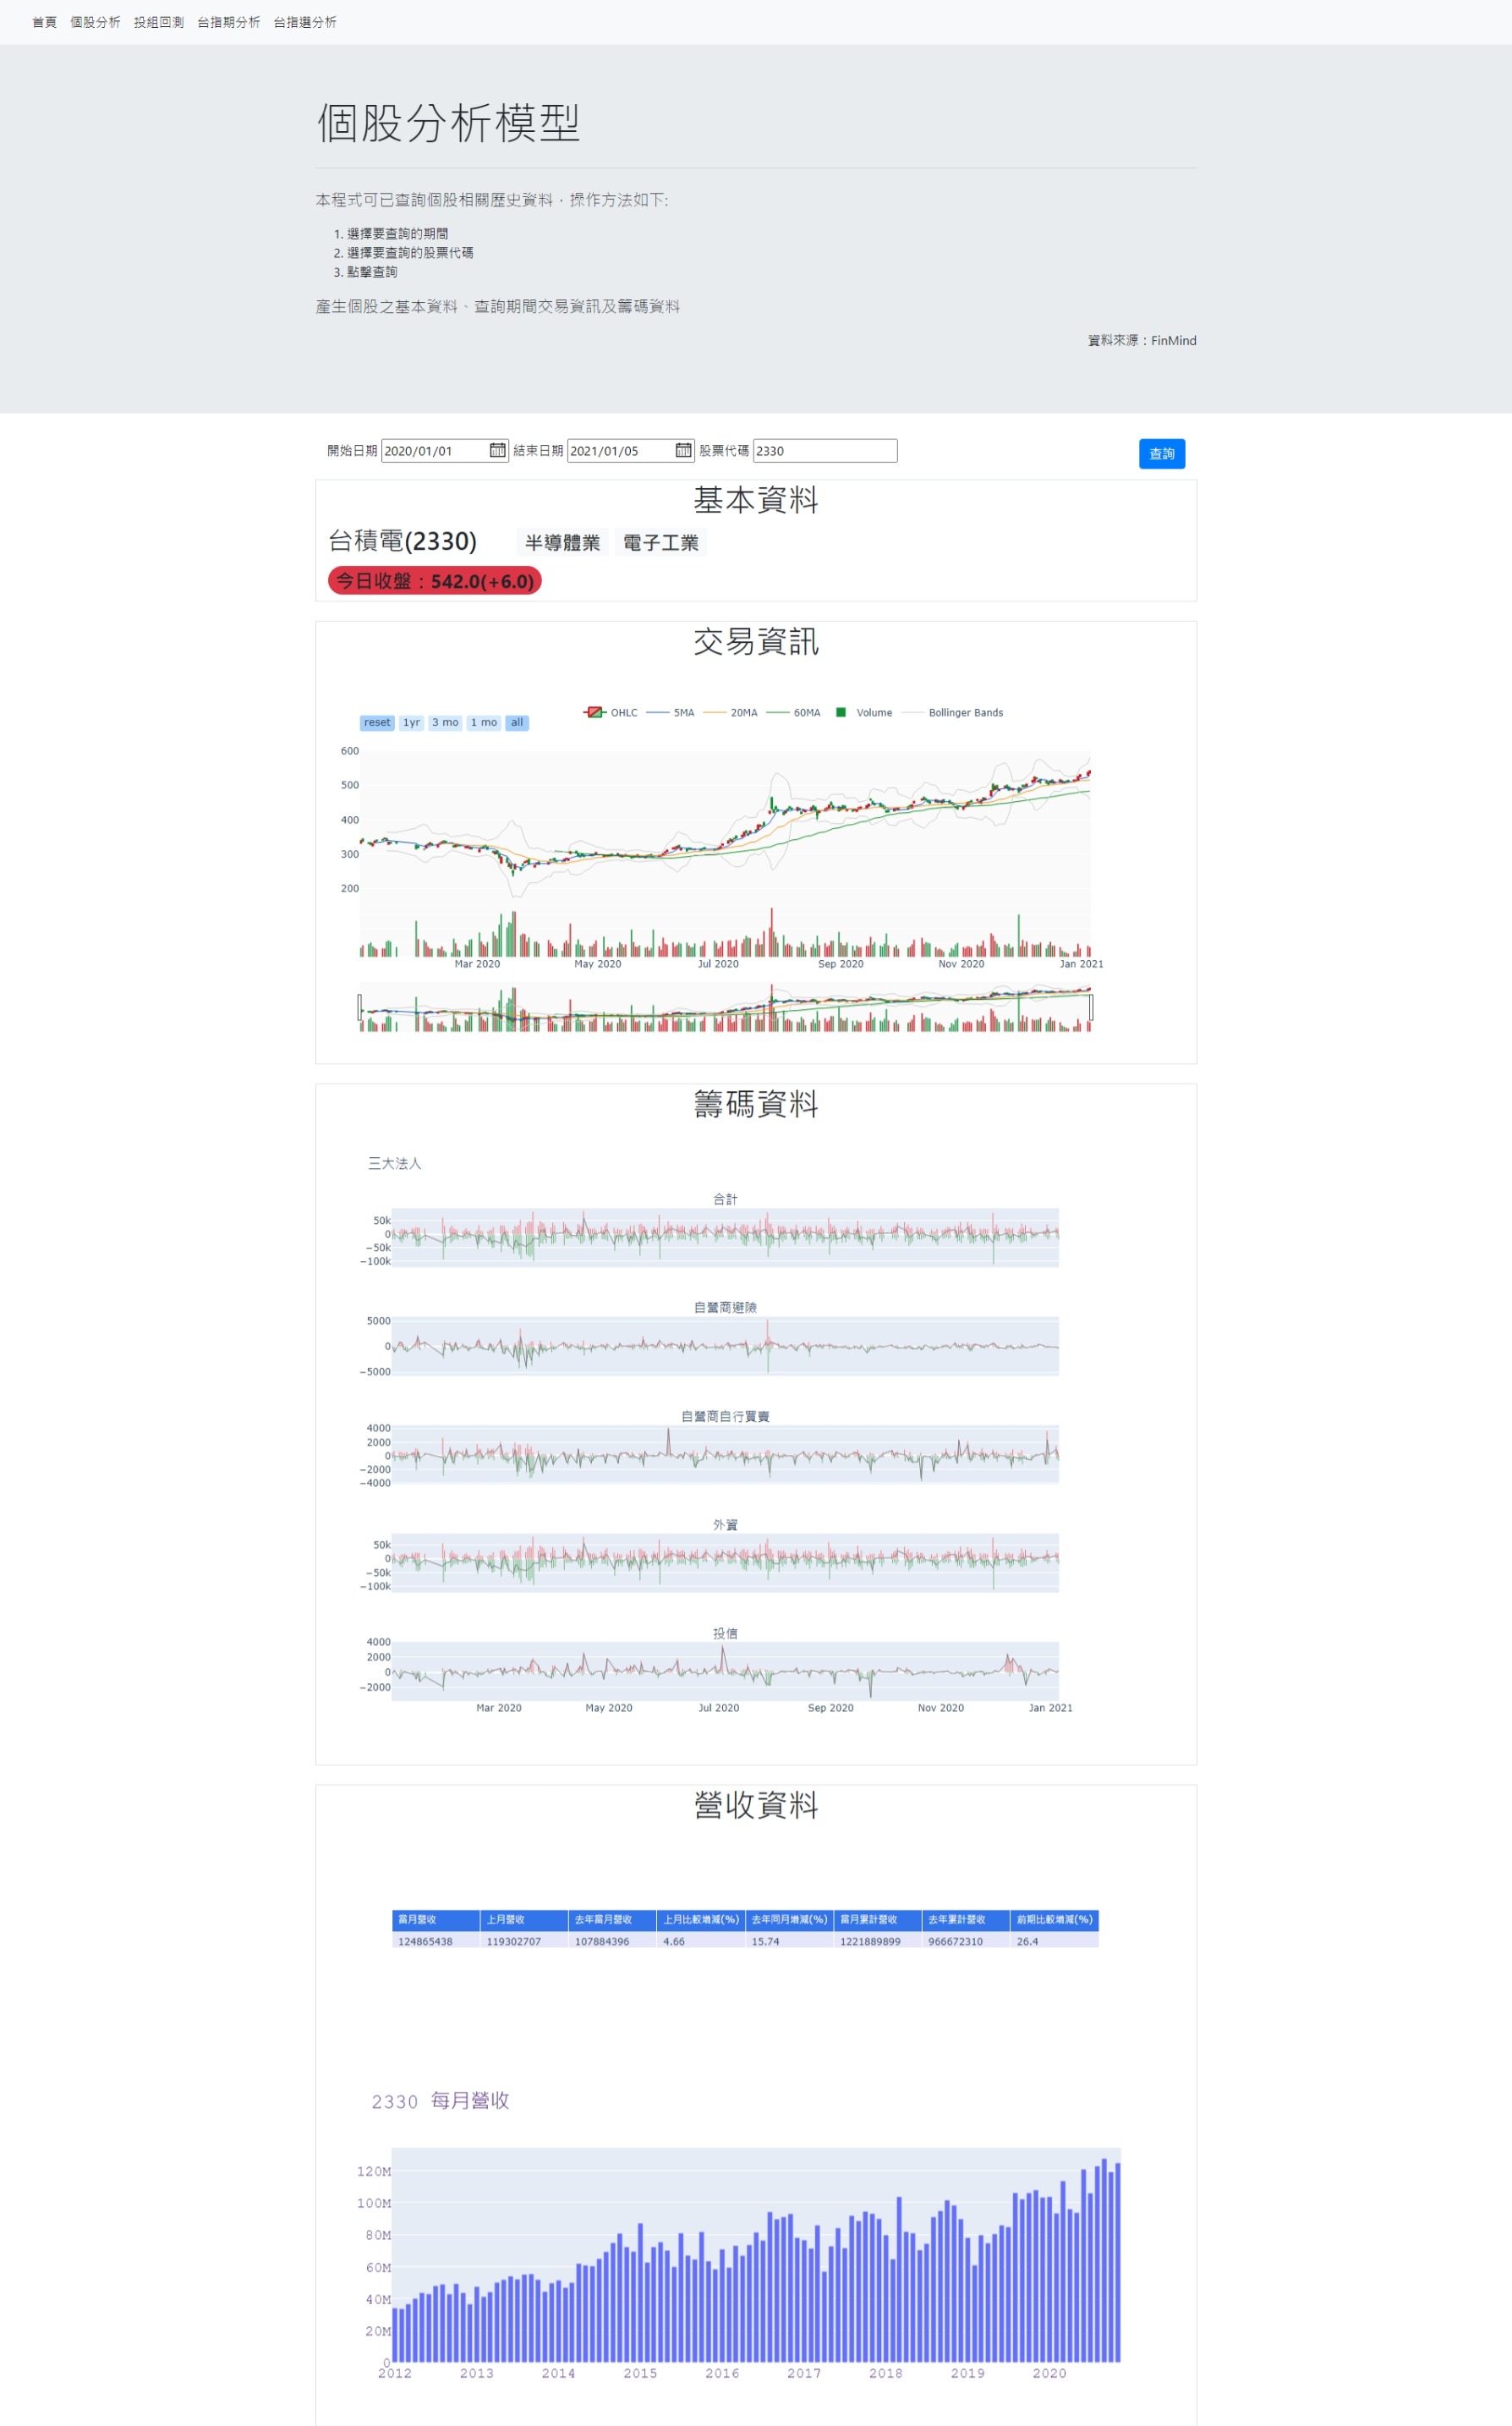 首頁 個股分析 投組回測 台指期分析 台指選分析
個股分析模型
本程式可已查詢個股相關歷史資料，操作方法如下:
1. 選擇要查詢的期間
2. 選擇要查詢的股票代碼
3. 點擊查詢
產生個股之基本資料、查詢期間交易資訊及籌碼資料
資料來源：FinMind
開始日期 2020/01/01 結束日期 2021/01/05 股票代碼 2330 查詢
基本資料
台積電(2330) 半導體業 電子工業
今日收盤：542.0(+6.0)
交易資訊
reset 1yr 3 mo 1 mo all
OHLC 5MA 20MA 60MA Volume Bollinger Bands
600
500
400
300
200
Mar 2020 May 2020 Jul 2020 Sep 2020 Nov 2020 Jan 2021
籌碼資料
三大法人
合計
50k
0
−50k
−100k
自營商避險
5000
0
−5000
自營商自行買賣
4000
2000
0
−2000
−4000
外資
50k
0
−50k
−100k
投信
4000
2000
0
−2000
Mar 2020 May 2020 Jul 2020 Sep 2020 Nov 2020 Jan 2021
營收資料
當月營收 上月營收 去年當月營收 上月比較增減(%) 去年同月增減(%) 當月累計營收 去年累計營收 前期比較增減(%)
124865438 119302707 107884396 4.66 15.74 1221889899 966672310 26.4
2330 每月營收
120M
100M
80M
60M
40M
20M
0
2012 2013 2014 2015 2016 2017 2018 2019 2020